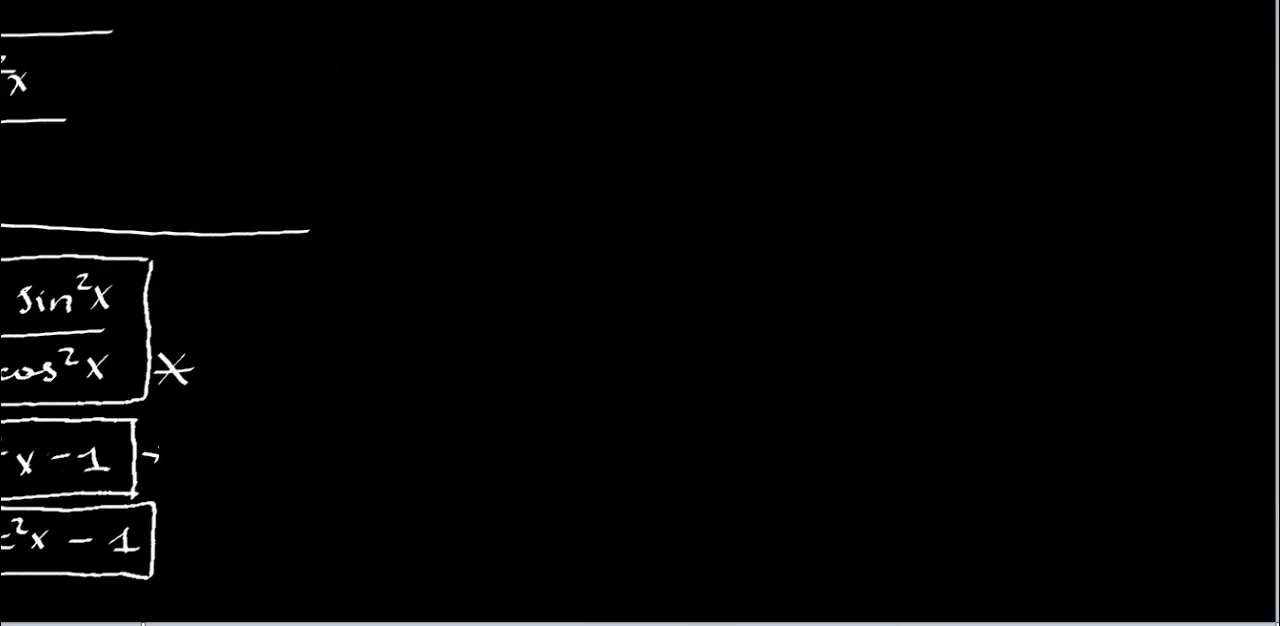 x
sin²x
cos²x *
x - 1 →
²x - 1